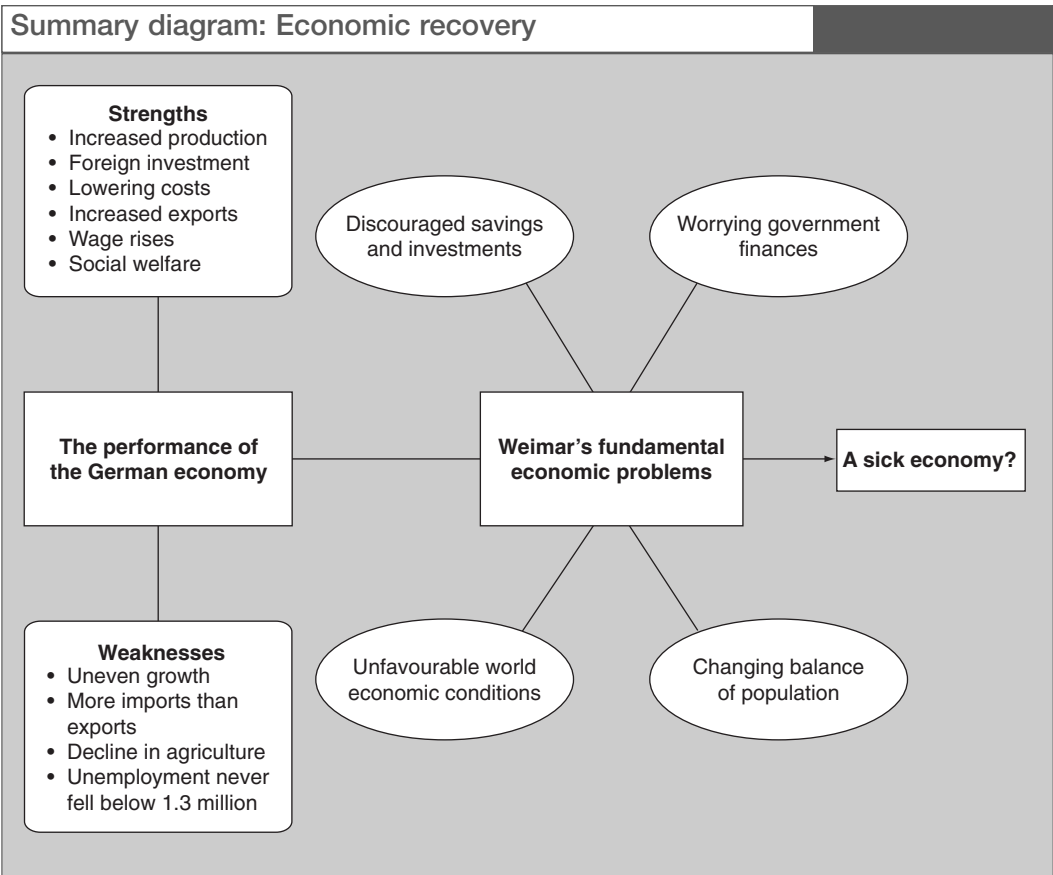 Summary diagram: Economic recovery
Strengths
• Increased production
• Foreign investment
• Lowering costs
• Increased exports
• Wage rises
• Social welfare
Discouraged savings
and investments
Worrying government
finances
The performance of
the German economy
Weimar's fundamental
economic problems
A sick economy?
Weaknesses
• Uneven growth
• More imports than
exports
• Decline in agriculture
• Unemployment never
fell below 1.3 million
Unfavourable world
economic conditions
Changing balance
of population